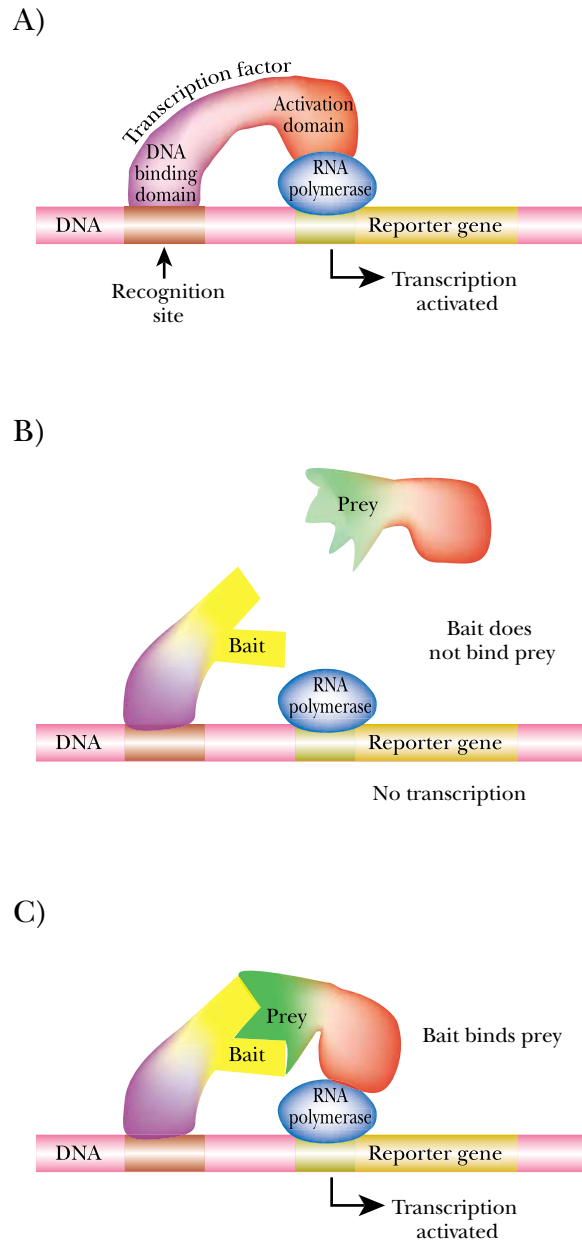 A)
Transcription factor
Activation
domain
DNA
binding
domain
RNA
polymerase
DNA
Reporter gene
Recognition
site
Transcription
activated
B)
Prey
Bait
Bait does
not bind prey
RNA
polymerase
DNA
Reporter gene
No transcription
C)
Prey
Bait
Bait binds prey
RNA
polymerase
DNA
Reporter gene
Transcription
activated